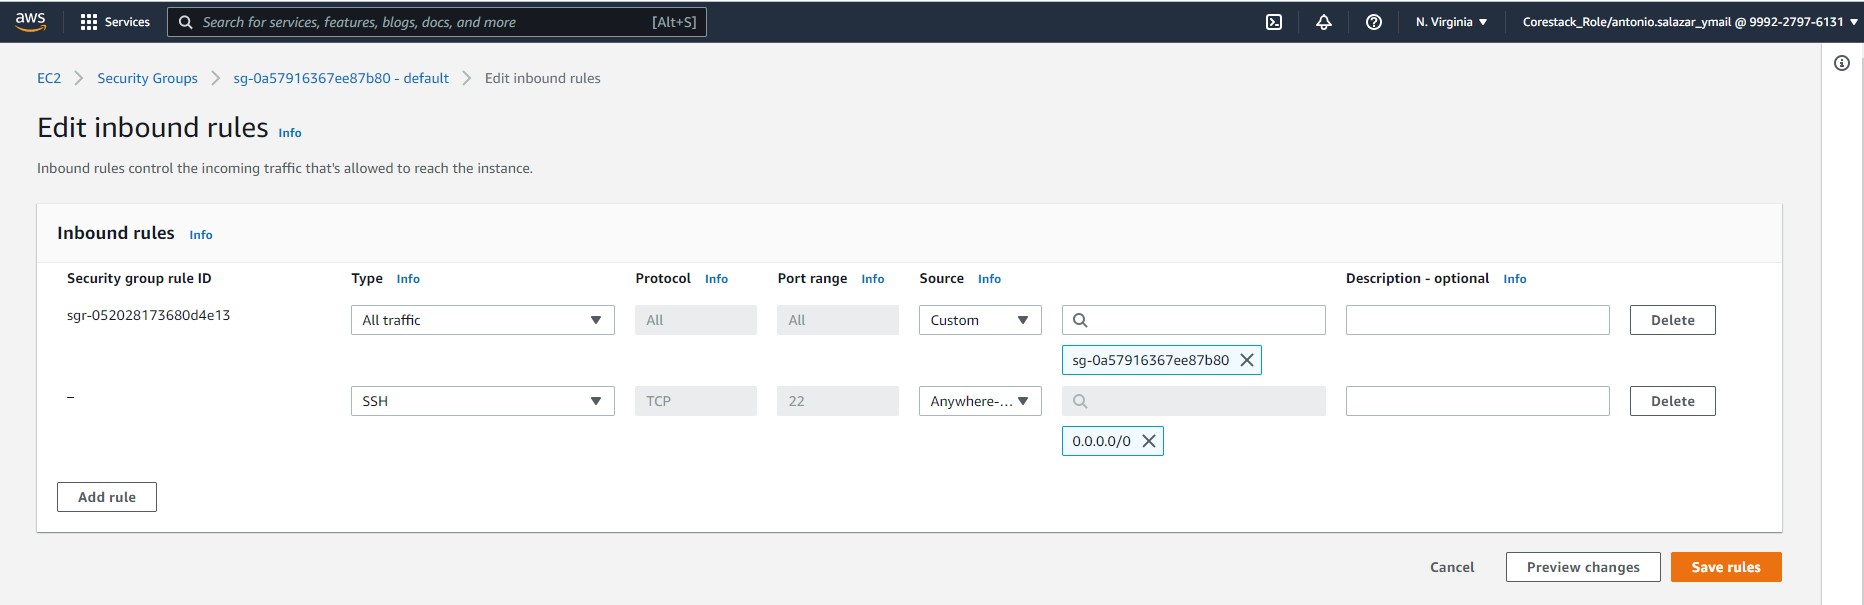 aws Services Search for services, features, blogs, docs, and more [Alt+S] N. Virginia Corestack_Role/antonio.salazar_ymail @ 9992-2797-6131
EC2 Security Groups sg-0a57916367ee87b80 - default Edit inbound rules
Edit inbound rules Info
Inbound rules control the incoming traffic that's allowed to reach the instance.
Inbound rules Info
Security group rule ID Type Info Protocol Info Port range Info Source Info Description - optional Info
sgr-052028173680d4e13 All traffic All All Custom Delete
sg-0a57916367ee87b80
– SSH TCP 22 Anywhere-... Delete
0.0.0.0/0
Add rule
Cancel Preview changes Save rules